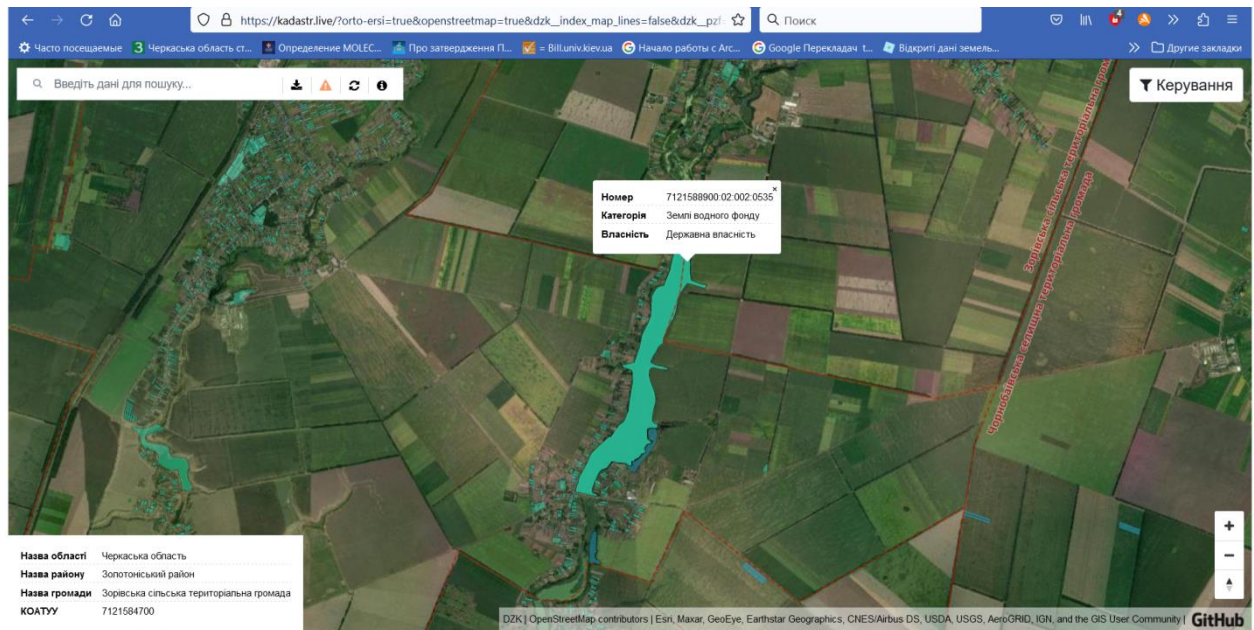 https://kadastr.live/?orto-ersi=true&openstreetmap=true&dzk__index_map_lines=false&dzk__pzf
Поиск
4
Часто посещаемые
Черкаська область ст...
Определение MOLEC...
Про затвердження П...
= Bill.univ.kiev.ua
Начало работы с Arc...
Google Перекладач t...
Відкриті дані земель...
Другие закладки
Введіть дані для пошуку...
Керування
Зорівська сільська територіальна громада
Чорнобаївська селищна територіальна громада
Номер 7121588900:02:002:0535
Категорія Землі водного фонду
Власність Державна власність
Назва області Черкаська область
Назва району Золотоніський район
Назва громади Зорівська сільська територіальна громада
КОАТУУ 7121584700
DZK | OpenStreetMap contributors | Esri, Maxar, GeoEye, Earthstar Geographics, CNES/Airbus DS, USDA, USGS, AeroGRID, IGN, and the GIS User Community | GitHub